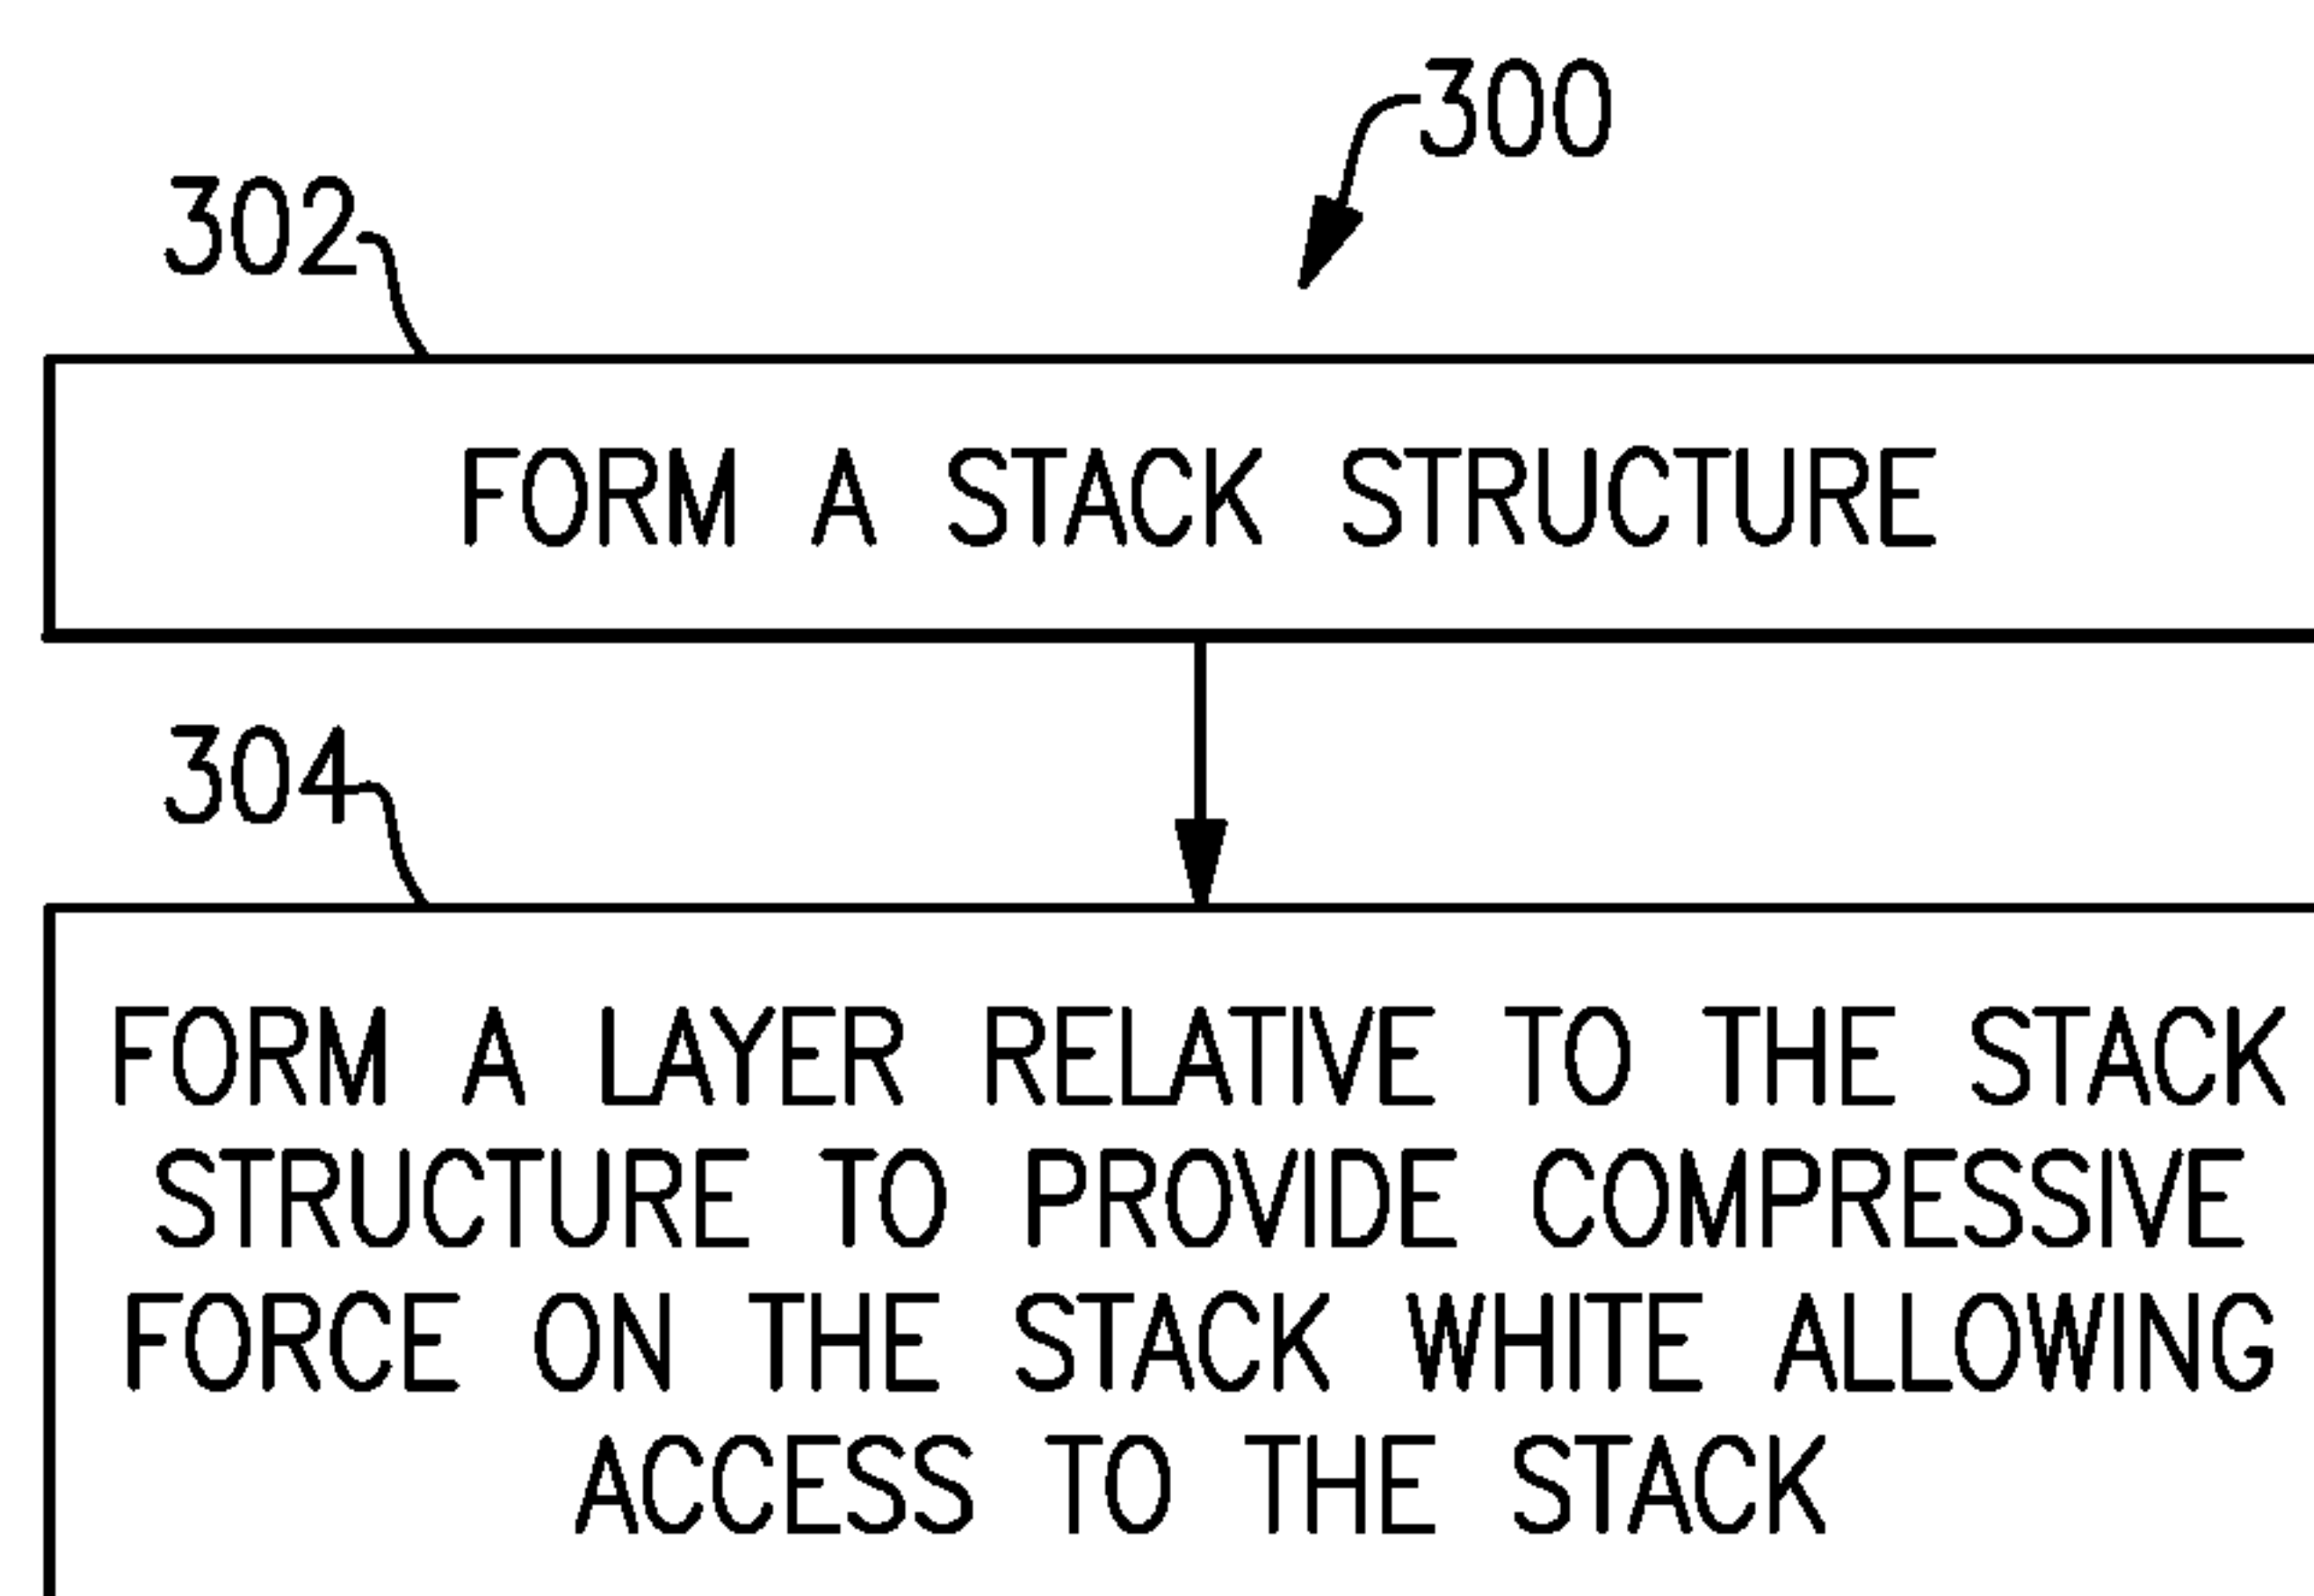 300
302
FORM A STACK STRUCTURE
304
FORM A LAYER RELATIVE TO THE STACK
STRUCTURE TO PROVIDE COMPRESSIVE
FORCE ON THE STACK WHITE ALLOWING
ACCESS TO THE STACK